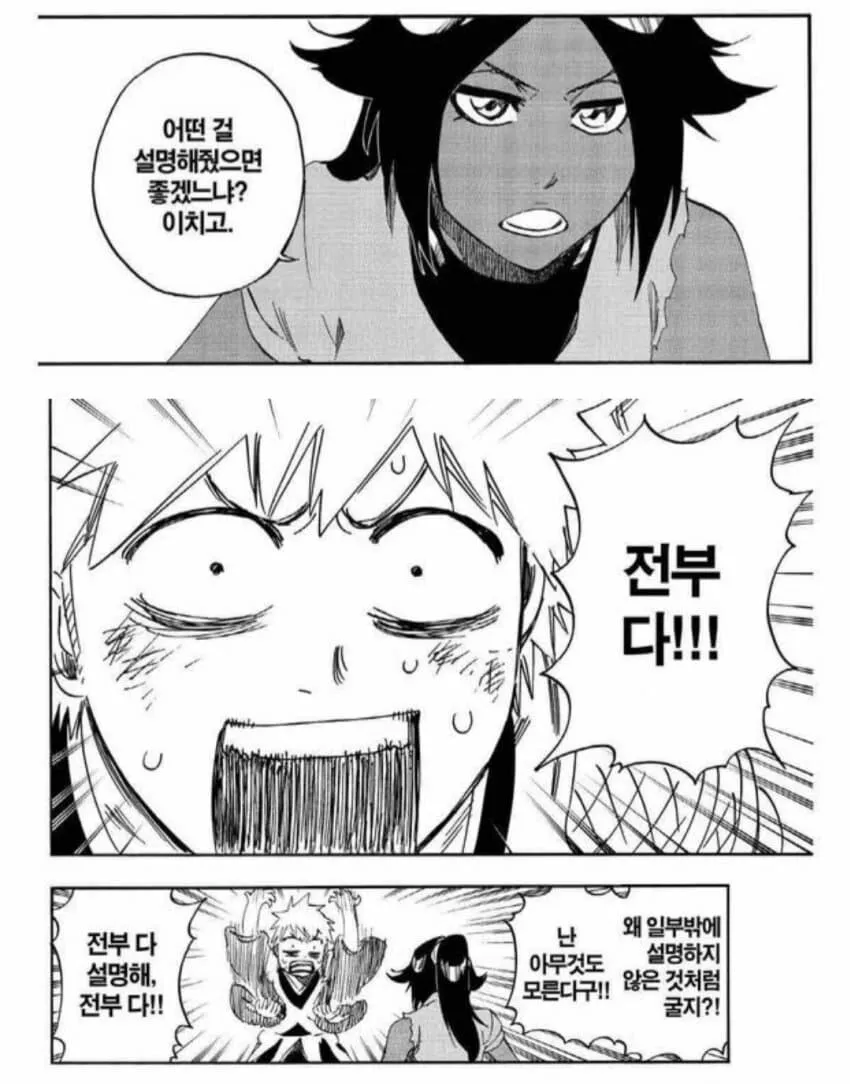 어떤 걸
설명해줬으면
좋겠느냐?
이치고.
전부
다!!!
왜 일부밖에
설명하지
않은 것처럼
굴지?!
난
아무것도
모른다구!!
전부 다
설명해,
전부 다!!